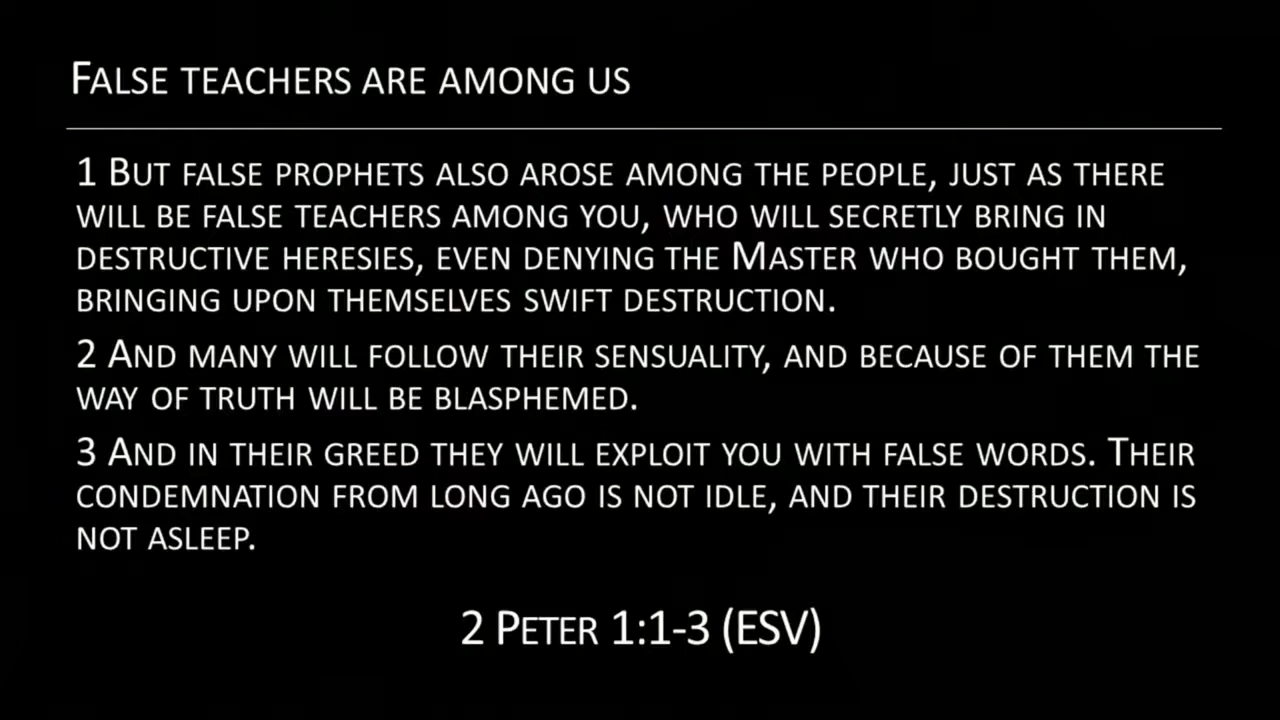 False teachers are among us
1 But false prophets also arose among the people, just as there
will be false teachers among you, who will secretly bring in
destructive heresies, even denying the Master who bought them,
bringing upon themselves swift destruction.
2 And many will follow their sensuality, and because of them the
way of truth will be blasphemed.
3 And in their greed they will exploit you with false words. Their
condemnation from long ago is not idle, and their destruction is
not asleep.
2 Peter 1:1-3 (ESV)